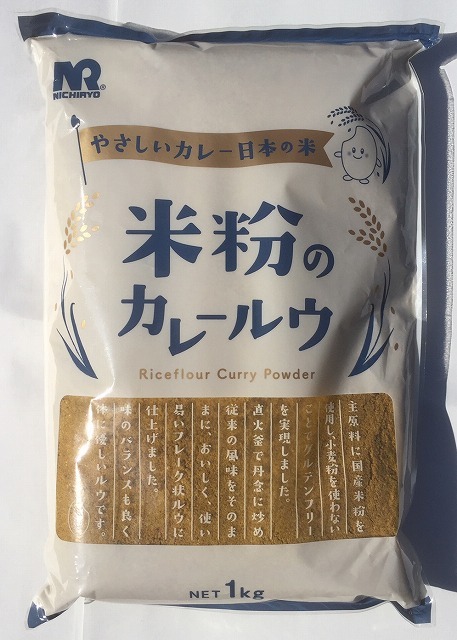 NR
NICHIRYO®
やさしいカレー日本の米
米粉の
カレールウ
Riceflour Curry Powder
主原料に国産米粉を
使用し、小麦粉を使わない
ことでグルテンフリー
を実現しました。
直火釜で丹念に炒め
従来の風味をそのま
まに、おいしく、使い
易いフレーク状ルウに
仕上げました。
味のバランスも良く
体に優しいルウです。
NET 1kg